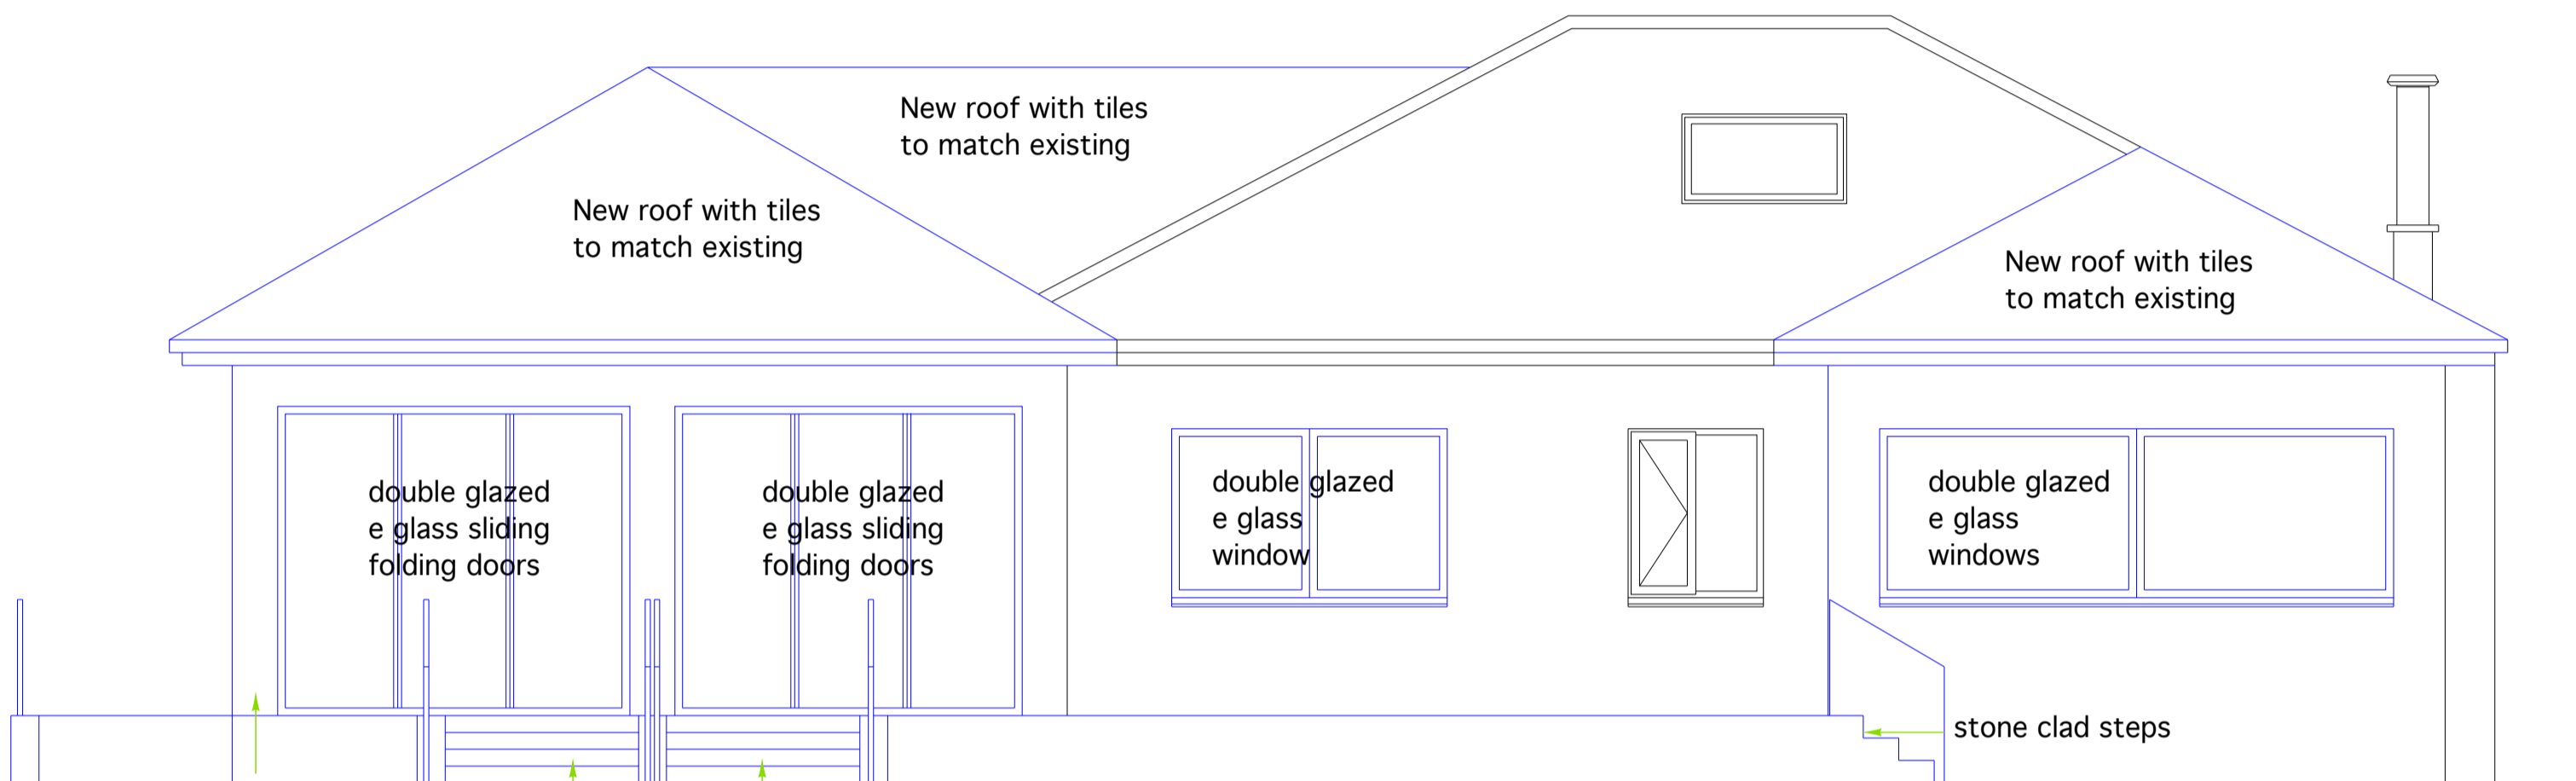 New roof with tiles
to match existing
New roof with tiles
to match existing
New roof with tiles
to match existing
double glazed
e glass sliding
folding doors
double glazed
e glass sliding
folding doors
double glazed
e glass
window
double glazed
e glass
windows
stone clad steps